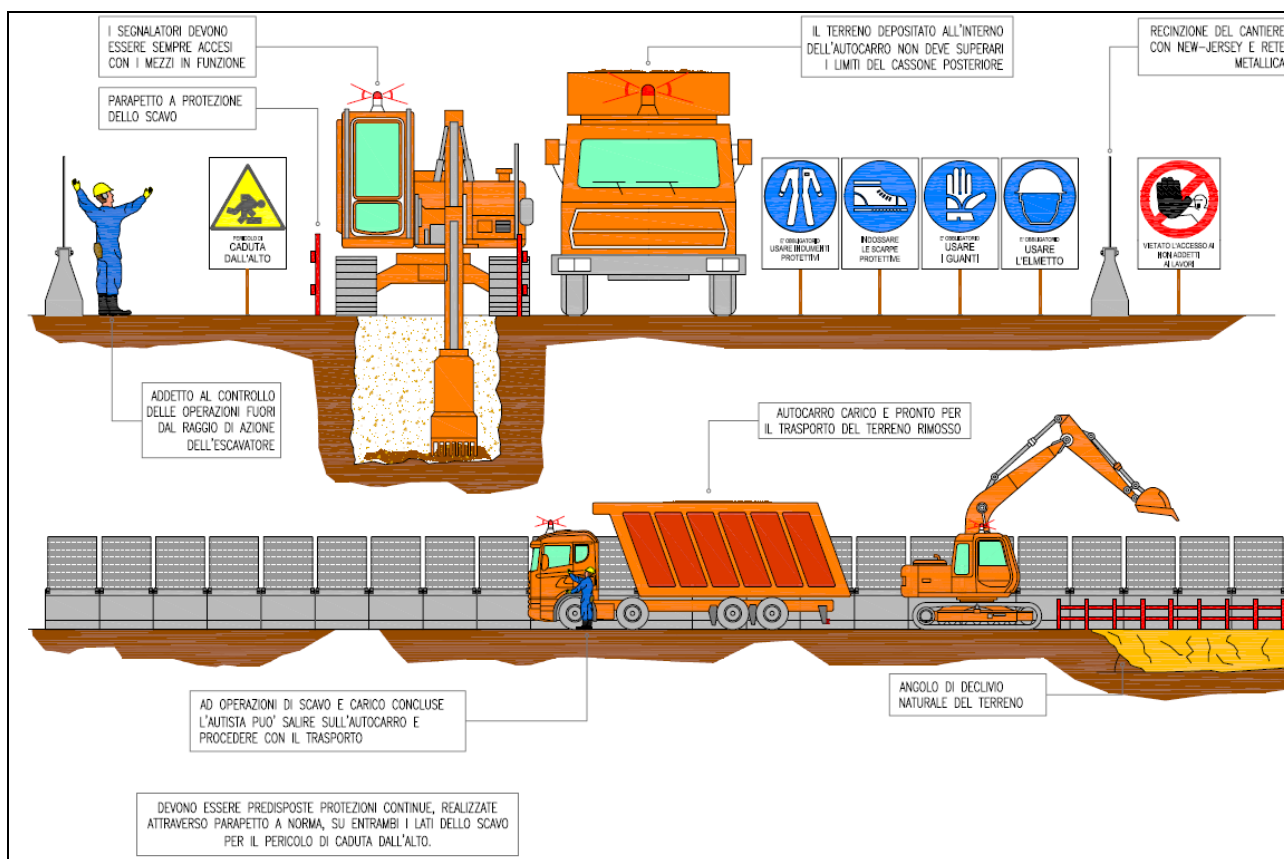 I SEGNALATORI DEVONO
ESSERE SEMPRE ACCESI
CON I MEZZI IN FUNZIONE
IL TERRENO DEPOSITATO ALL'INTERNO
DELL'AUTOCARRO NON DEVE SUPERARI
I LIMITI DEL CASSONE POSTERIORE
RECINZIONE DEL CANTIERE
CON NEW-JERSEY E RETE
METALLICA
PARAPETTO A PROTEZIONE
DELLO SCAVO
PERICOLO DI
CADUTA
DALL'ALTO
E' OBBLIGATORIO
USARE INDUMENTI
PROTETTIVI
INDOSSARE
LE SCARPE
PROTETTIVE
E' OBBLIGATORIO
USARE
I GUANTI
E' OBBLIGATORIO
USARE
L'ELMETTO
VIETATO L'ACCESSO AI
NON ADDETTI
AI LAVORI
ADDETTO AL CONTROLLO
DELLE OPERAZIONI FUORI
DAL RAGGIO DI AZIONE
DELL'ESCAVATORE
AUTOCARRO CARICO E PRONTO PER
IL TRASPORTO DEL TERRENO RIMOSSO
AD OPERAZIONI DI SCAVO E CARICO CONCLUSE
L'AUTISTA PUO' SALIRE SULL'AUTOCARRO E
PROCEDERE CON IL TRASPORTO
ANGOLO DI DECLIVIO
NATURALE DEL TERRENO
DEVONO ESSERE PREDISPOSTE PROTEZIONI CONTINUE, REALIZZATE
ATTRAVERSO PARAPETTO A NORMA, SU ENTRAMBI I LATI DELLO SCAVO
PER IL PERICOLO DI CADUTA DALL'ALTO.